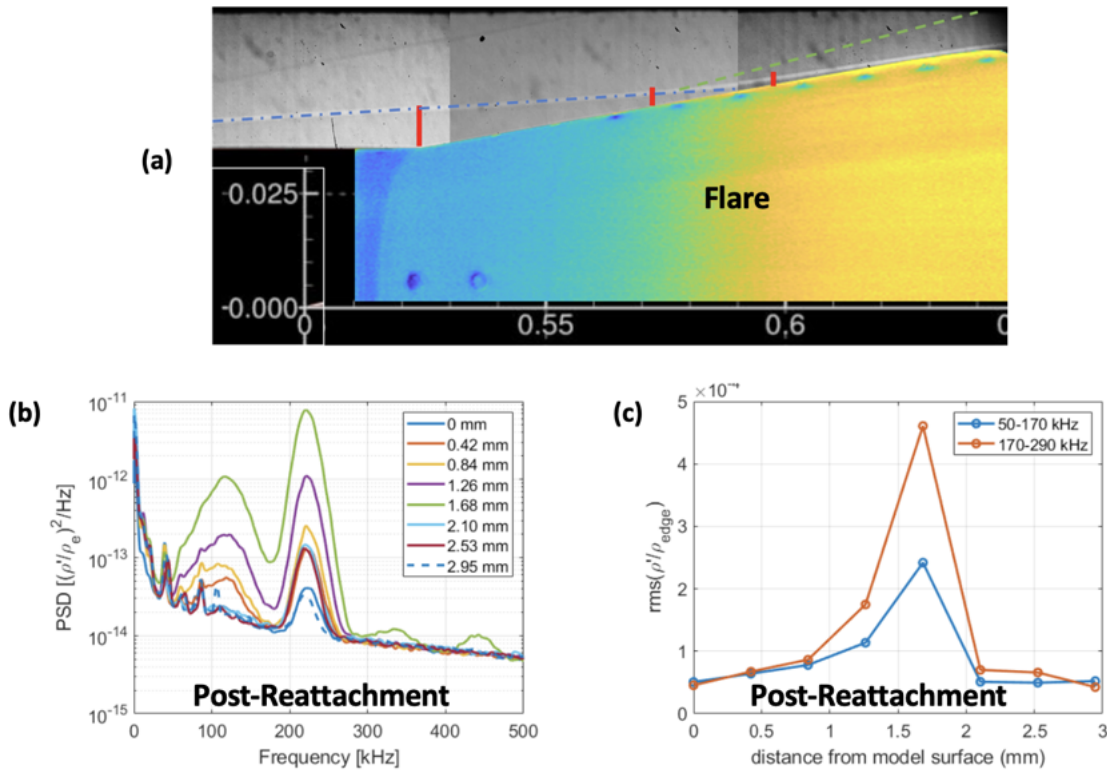 (a)
-0.025
Flare
-0.000
0
0.55
0.6
0
(b)
10⁻¹¹
10⁻¹²
10⁻¹³
10⁻¹⁴
10⁻¹⁵
PSD [(ρ'/ρₑ)²/Hz]
0 mm
0.42 mm
0.84 mm
1.26 mm
1.68 mm
2.10 mm
2.53 mm
2.95 mm
Post-Reattachment
0
100
200
300
400
500
Frequency [kHz]
(c)
5
4
3
2
1
0
rms(ρ'/ρ_edge)
50-170 kHz
170-290 kHz
Post-Reattachment
0
0.5
1
1.5
2
2.5
3
distance from model surface (mm)